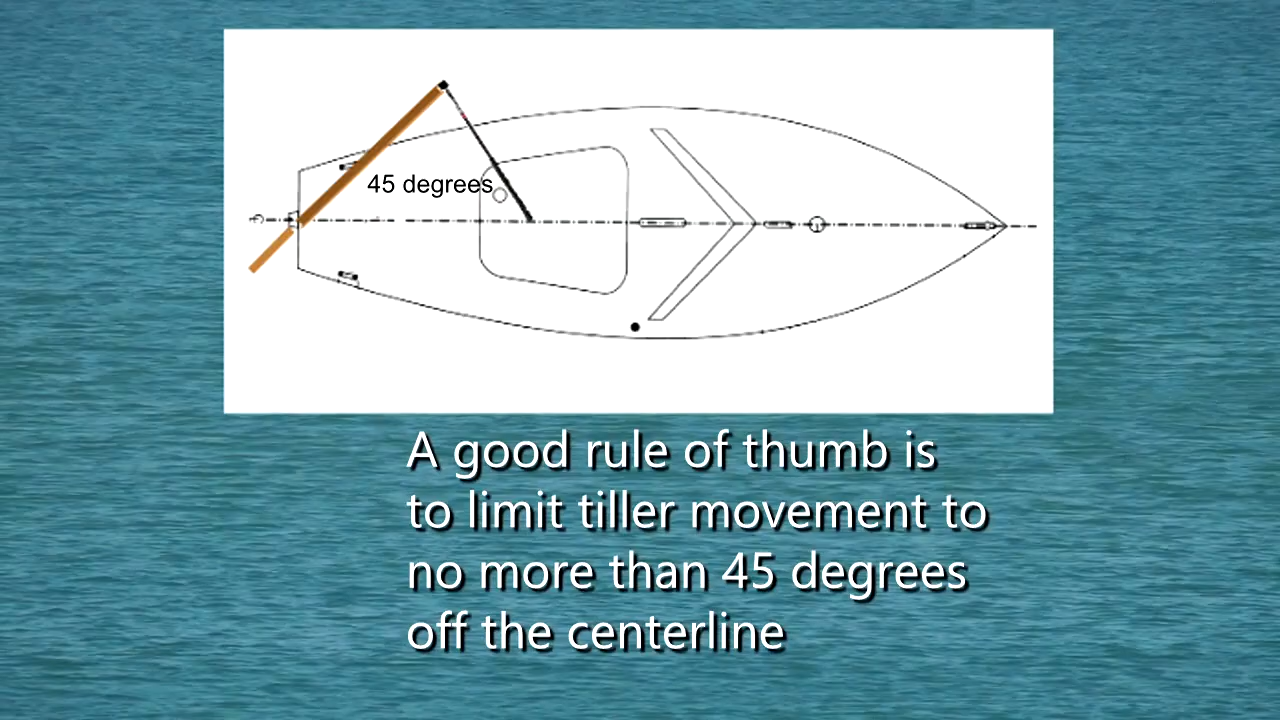 45 degrees
A good rule of thumb is
to limit tiller movement to
no more than 45 degrees
off the centerline